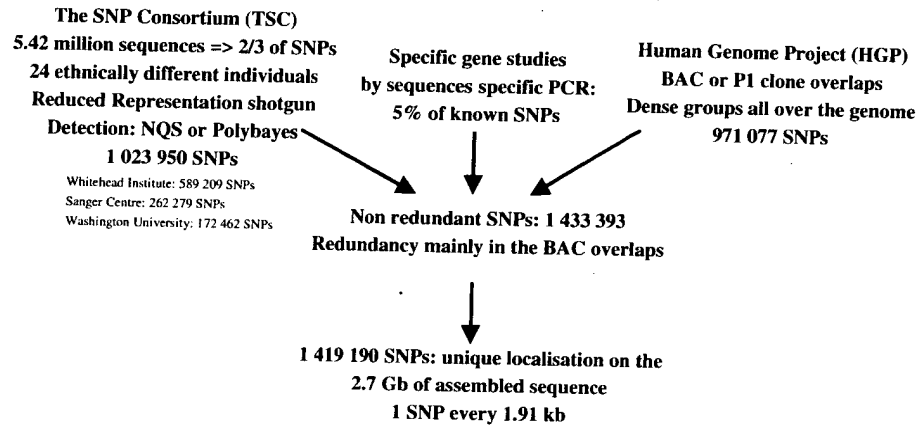 The SNP Consortium (TSC)
5.42 million sequences => 2/3 of SNPs
24 ethnically different individuals
Reduced Representation shotgun
Detection: NQS or Polybayes
1 023 950 SNPs
Whitehead Institute: 589 209 SNPs
Sanger Centre: 262 279 SNPs
Washington University: 172 462 SNPs
Specific gene studies
by sequences specific PCR:
5% of known SNPs
Human Genome Project (HGP)
BAC or P1 clone overlaps
Dense groups all over the genome
971 077 SNPs
Non redundant SNPs: 1 433 393
Redundancy mainly in the BAC overlaps
1 419 190 SNPs: unique localisation on the
2.7 Gb of assembled sequence
1 SNP every 1.91 kb